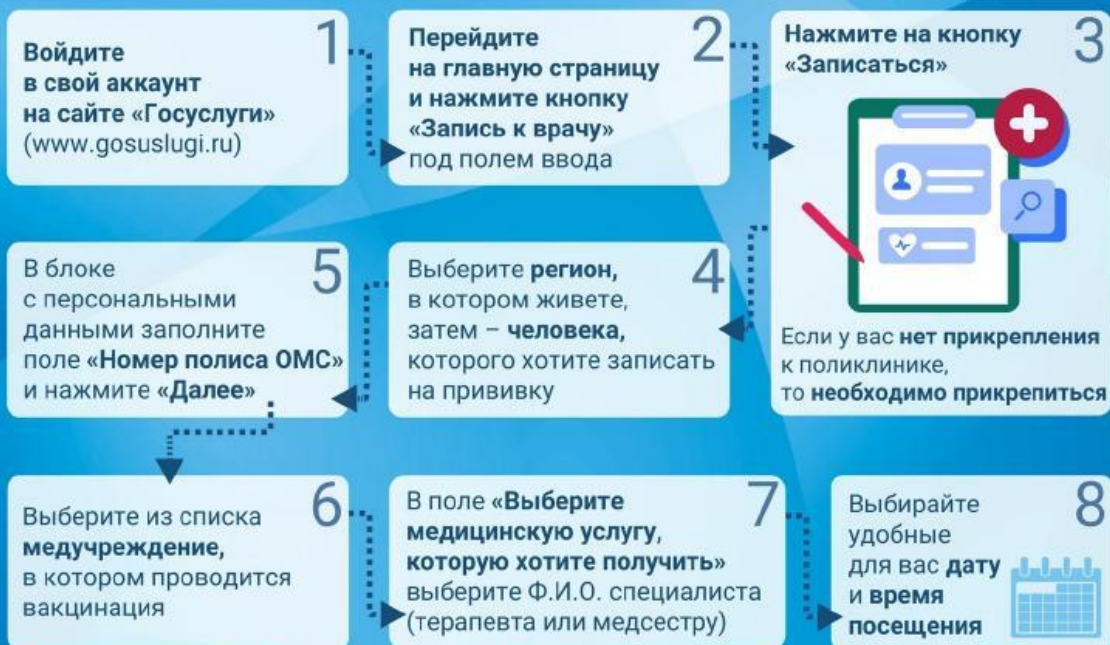 1
Войдите
в свой аккаунт
на сайте «Госуслуги»
(www.gosuslugi.ru)
2
Перейдите
на главную страницу
и нажмите кнопку
«Запись к врачу»
под полем ввода
3
Нажмите на кнопку
«Записаться»
Если у вас нет прикрепления
к поликлинике,
то необходимо прикрепиться
4
Выберите регион,
в котором живете,
затем – человека,
которого хотите записать
на прививку
5
В блоке
с персональными
данными заполните
поле «Номер полиса ОМС»
и нажмите «Далее»
6
Выберите из списка
медучреждение,
в котором проводится
вакцинация
7
В поле «Выберите
медицинскую услугу,
которую хотите получить»
выберите Ф.И.О. специалиста
(терапевта или медсестру)
8
Выбирайте
удобные
для вас дату
и время
посещения